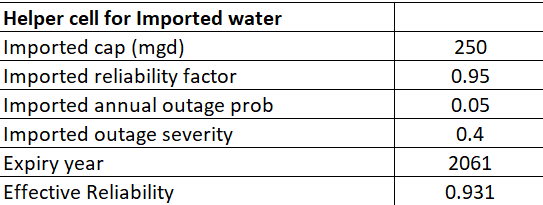 Helper cell for Imported water
Imported cap (mgd) 250
Imported reliability factor 0.95
Imported annual outage prob 0.05
Imported outage severity 0.4
Expiry year 2061
Effective Reliability 0.931